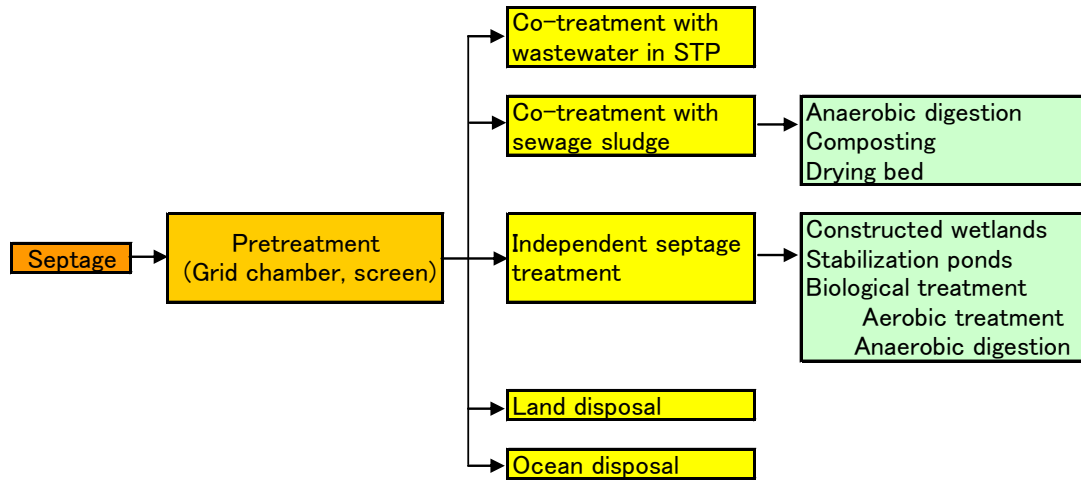 Co-treatment with
wastewater in STP
Co-treatment with
sewage sludge
Anaerobic digestion
Composting
Drying bed
Septage
Pretreatment
(Grid chamber, screen)
Independent septage
treatment
Constructed wetlands
Stabilization ponds
Biological treatment
Aerobic treatment
Anaerobic digestion
Land disposal
Ocean disposal